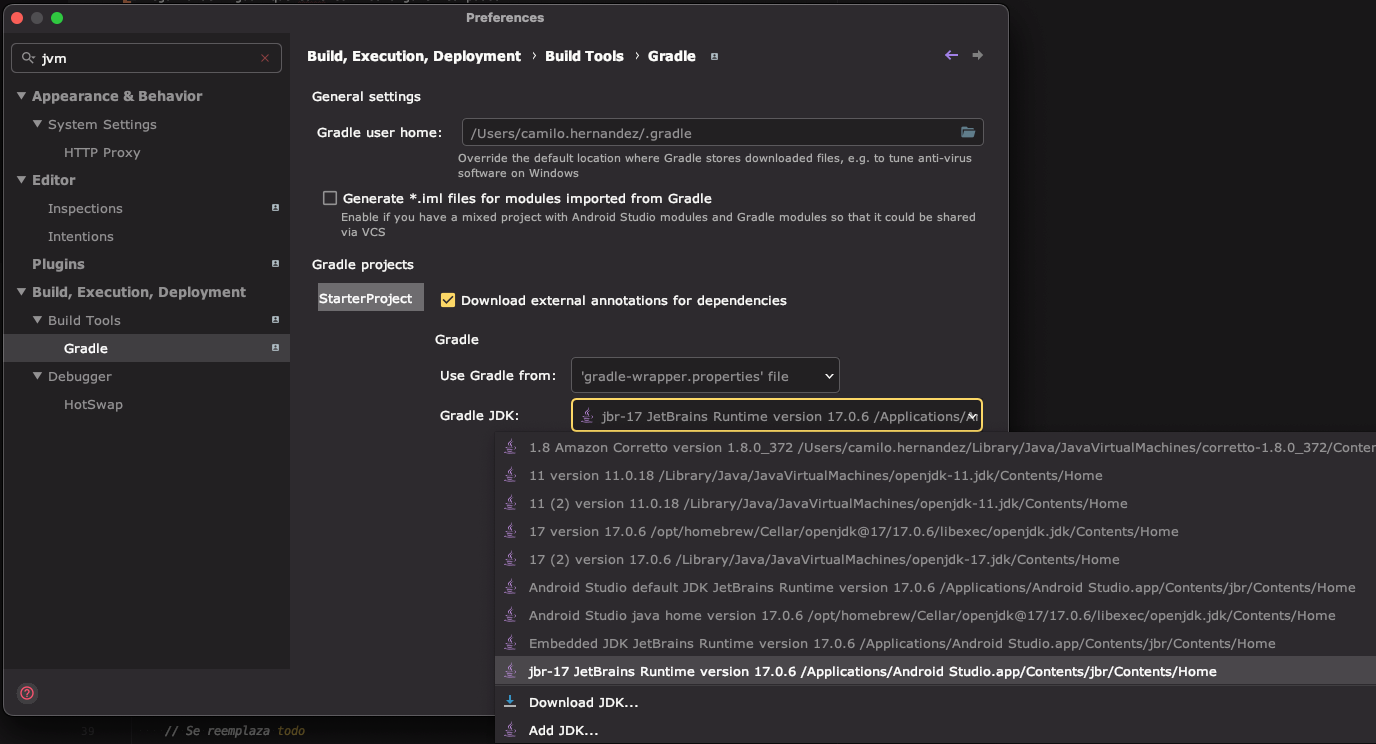 Preferences
jvm
Appearance & Behavior
System Settings
HTTP Proxy
Editor
Inspections
Intentions
Plugins
Build, Execution, Deployment
Build Tools
Gradle
Debugger
HotSwap
Build, Execution, Deployment › Build Tools › Gradle
General settings
Gradle user home: /Users/camilo.hernandez/.gradle
Override the default location where Gradle stores downloaded files, e.g. to tune anti-virus
software on Windows
Generate *.iml files for modules imported from Gradle
Enable if you have a mixed project with Android Studio modules and Gradle modules so that it could be shared
via VCS
Gradle projects
StarterProject
Download external annotations for dependencies
Gradle
Use Gradle from: 'gradle-wrapper.properties' file
Gradle JDK: jbr-17 JetBrains Runtime version 17.0.6 /Applications/
1.8 Amazon Corretto version 1.8.0_372 /Users/camilo.hernandez/Library/Java/JavaVirtualMachines/corretto-1.8.0_372/Conten
11 version 11.0.18 /Library/Java/JavaVirtualMachines/openjdk-11.jdk/Contents/Home
11 (2) version 11.0.18 /Library/Java/JavaVirtualMachines/openjdk-11.jdk/Contents/Home
17 version 17.0.6 /opt/homebrew/Cellar/openjdk@17/17.0.6/libexec/openjdk.jdk/Contents/Home
17 (2) version 17.0.6 /Library/Java/JavaVirtualMachines/openjdk-17.jdk/Contents/Home
Android Studio default JDK JetBrains Runtime version 17.0.6 /Applications/Android Studio.app/Contents/jbr/Contents/Home
Android Studio java home version 17.0.6 /opt/homebrew/Cellar/openjdk@17/17.0.6/libexec/openjdk.jdk/Contents/Home
Embedded JDK JetBrains Runtime version 17.0.6 /Applications/Android Studio.app/Contents/jbr/Contents/Home
jbr-17 JetBrains Runtime version 17.0.6 /Applications/Android Studio.app/Contents/jbr/Contents/Home
Download JDK...
Add JDK...
39 // Se reemplaza todo